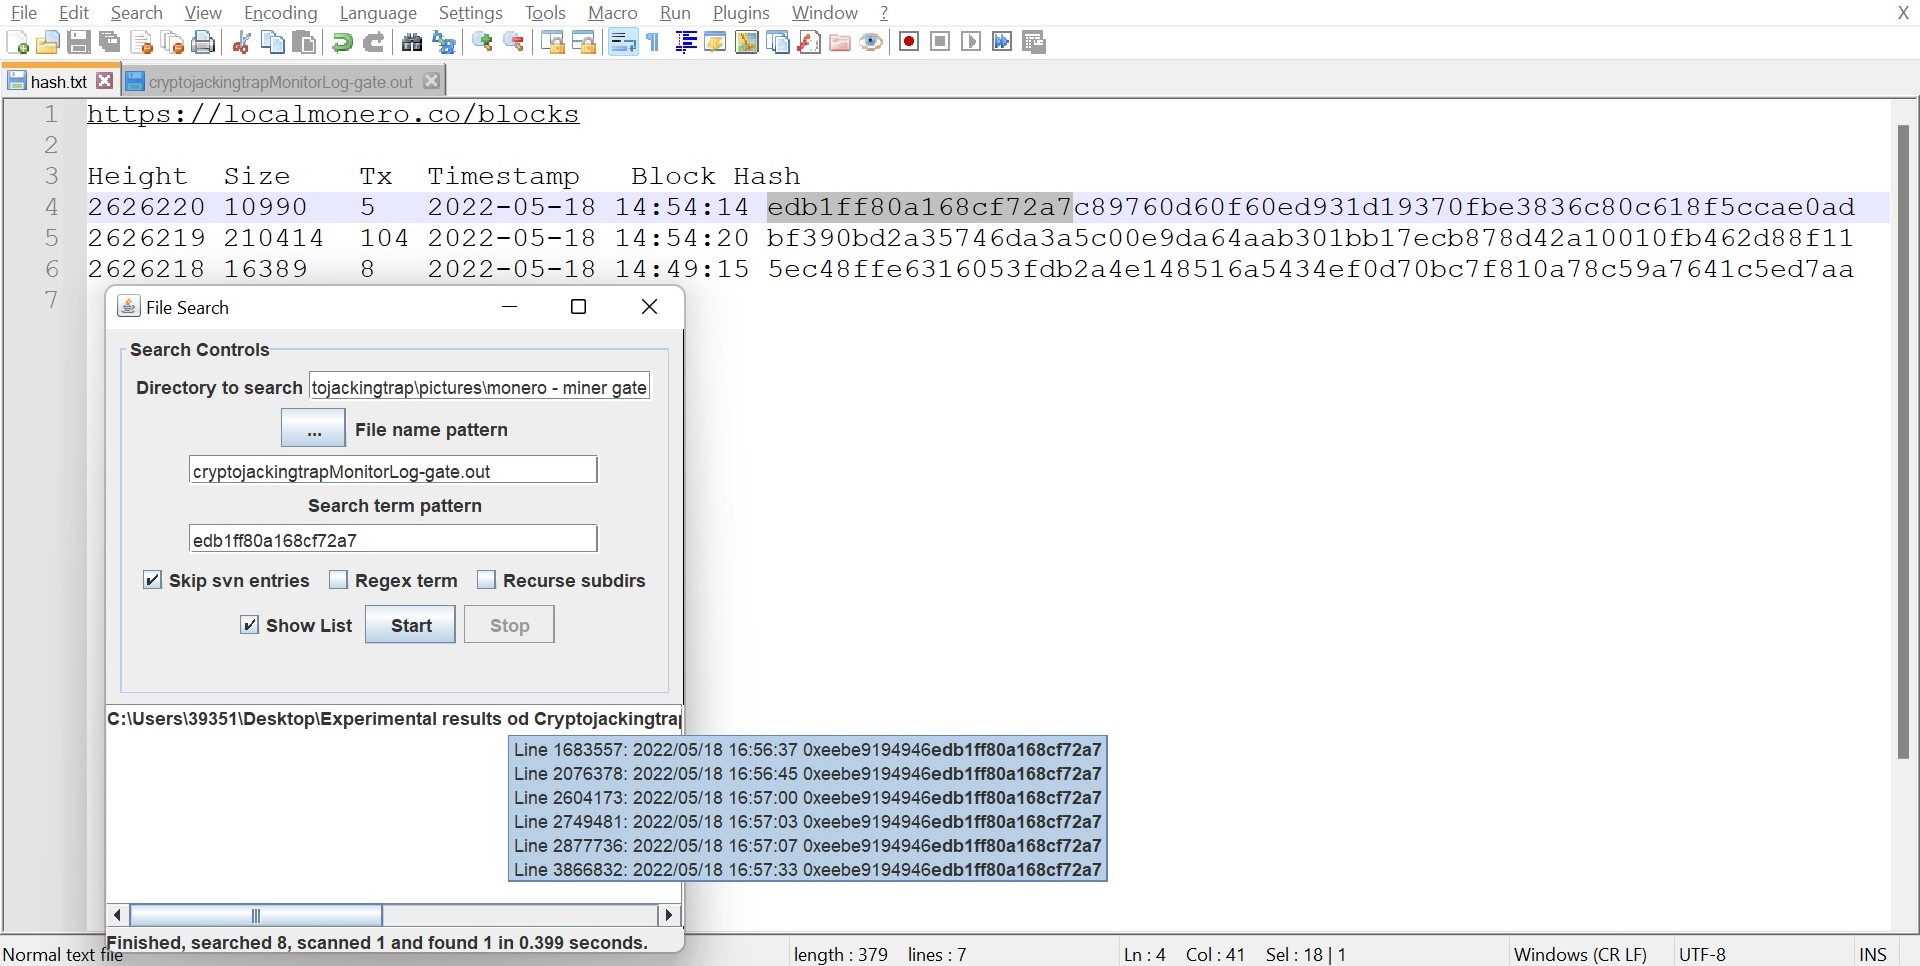 File Edit Search View Encoding Language Settings Tools Macro Run Plugins Window ? X
hash.txt cryptojackingtrapMonitorLog-gate.out
1 https://localmonero.co/blocks
2
3 Height Size Tx Timestamp Block Hash
4 2626220 10990 5 2022-05-18 14:54:14 edb1ff80a168cf72a7c89760d60f60ed931d19370fbe3836c80c618f5ccae0ad
5 2626219 210414 104 2022-05-18 14:54:20 bf390bd2a35746da3a5c00e9da64aab301bb17ecb878d42a10010fb462d88f11
6 2626218 16389 8 2022-05-18 14:49:15 5ec48ffe6316053fdb2a4e148516a5434ef0d70bc7f810a78c59a7641c5ed7aa
7
File Search
Search Controls
Directory to search tojackingtrap\pictures\monero - miner gate
... File name pattern
cryptojackingtrapMonitorLog-gate.out
Search term pattern
edb1ff80a168cf72a7
Skip svn entries Regex term Recurse subdirs
Show List Start Stop
C:\Users\39351\Desktop\Experimental results od Cryptojackingtra
Line 1683557: 2022/05/18 16:56:37 0xeebe9194946edb1ff80a168cf72a7
Line 2076378: 2022/05/18 16:56:45 0xeebe9194946edb1ff80a168cf72a7
Line 2604173: 2022/05/18 16:57:00 0xeebe9194946edb1ff80a168cf72a7
Line 2749481: 2022/05/18 16:57:03 0xeebe9194946edb1ff80a168cf72a7
Line 2877736: 2022/05/18 16:57:07 0xeebe9194946edb1ff80a168cf72a7
Line 3866832: 2022/05/18 16:57:33 0xeebe9194946edb1ff80a168cf72a7
Finished, searched 8, scanned 1 and found 1 in 0.399 seconds.
Normal text file length : 379 lines : 7 Ln : 4 Col : 41 Sel : 18 | 1 Windows (CR LF) UTF-8 INS